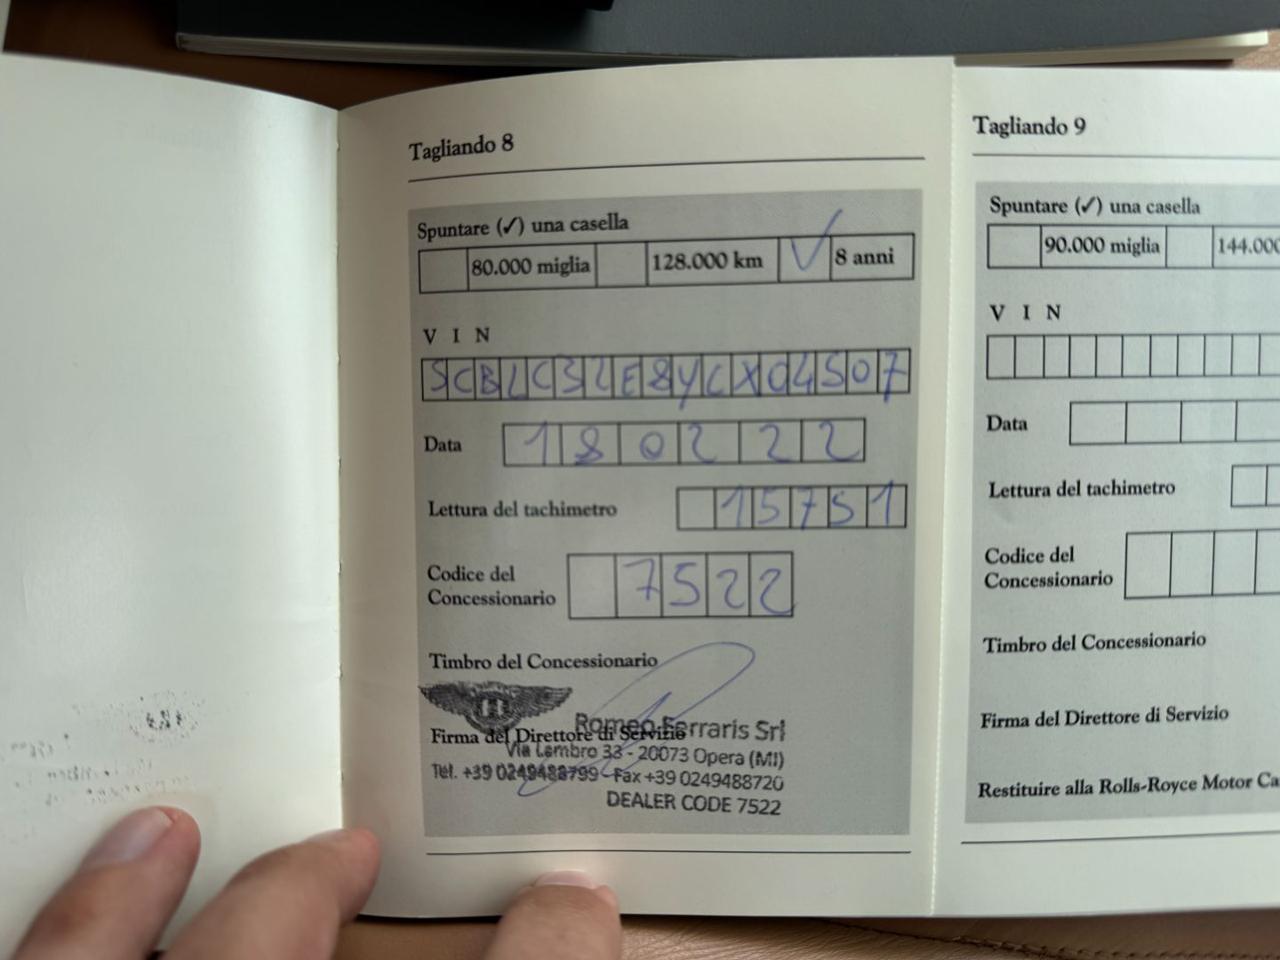 Tagliando 8
Spuntare (✓) una casella
80.000 miglia 128.000 km ✓ 8 anni
V I N
SCBLC32E8YCX04507
Data 180222
Lettura del tachimetro 15751
Codice del
Concessionario 7522
Timbro del Concessionario
Romeo Ferraris Srl
Firma del Direttore di Servizio
Via Lambro 33 - 20073 Opera (MI)
Tel. +39 0249488799 - Fax +39 0249488720
DEALER CODE 7522
Tagliando 9
Spuntare (✓) una casella
90.000 miglia 144.000
V I N
Data
Lettura del tachimetro
Codice del
Concessionario
Timbro del Concessionario
Firma del Direttore di Servizio
Restituire alla Rolls-Royce Motor Ca